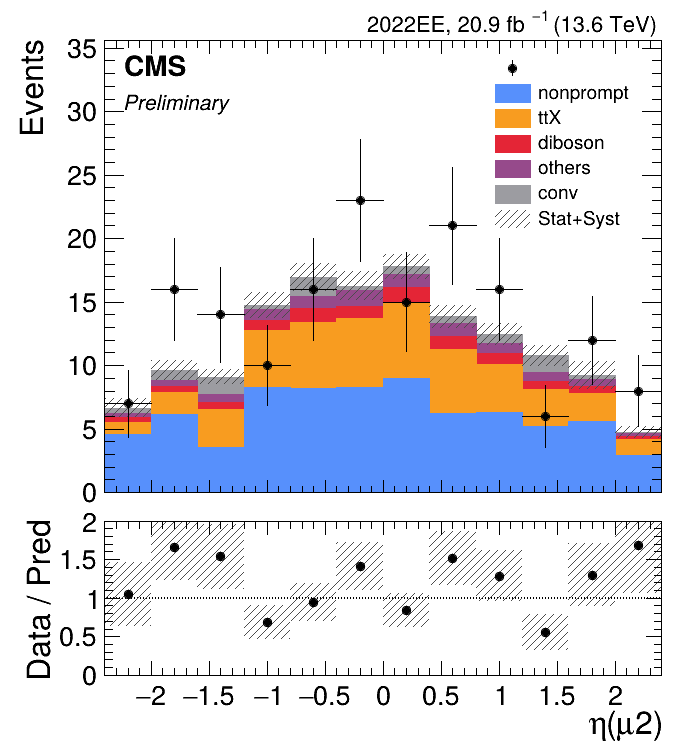 2022EE, 20.9 fb⁻¹ (13.6 TeV)
CMS
Preliminary
nonprompt
ttX
diboson
others
conv
Stat+Syst
Events
35
30
25
20
15
10
5
0
Data / Pred
2
1.5
1
0.5
0
−2 −1.5 −1 −0.5 0 0.5 1 1.5 2
η(μ2)